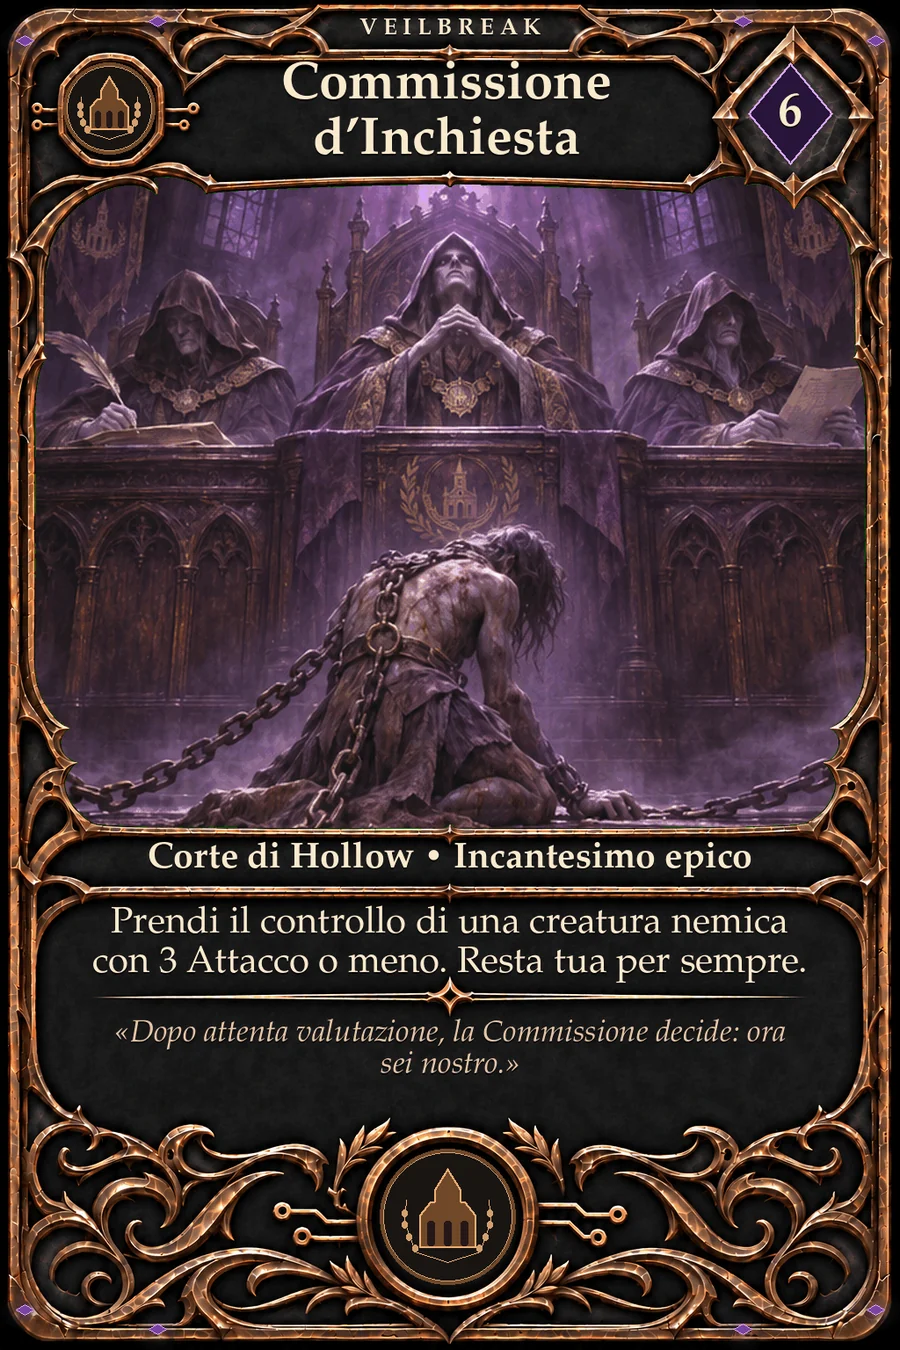 VEILBREAK
Commissione
d’Inchiesta
6
Corte di Hollow • Incantesimo epico
Prendi il controllo di una creatura nemica
con 3 Attacco o meno. Resta tua per sempre.
«Dopo attenta valutazione, la Commissione decide: ora
sei nostro.»